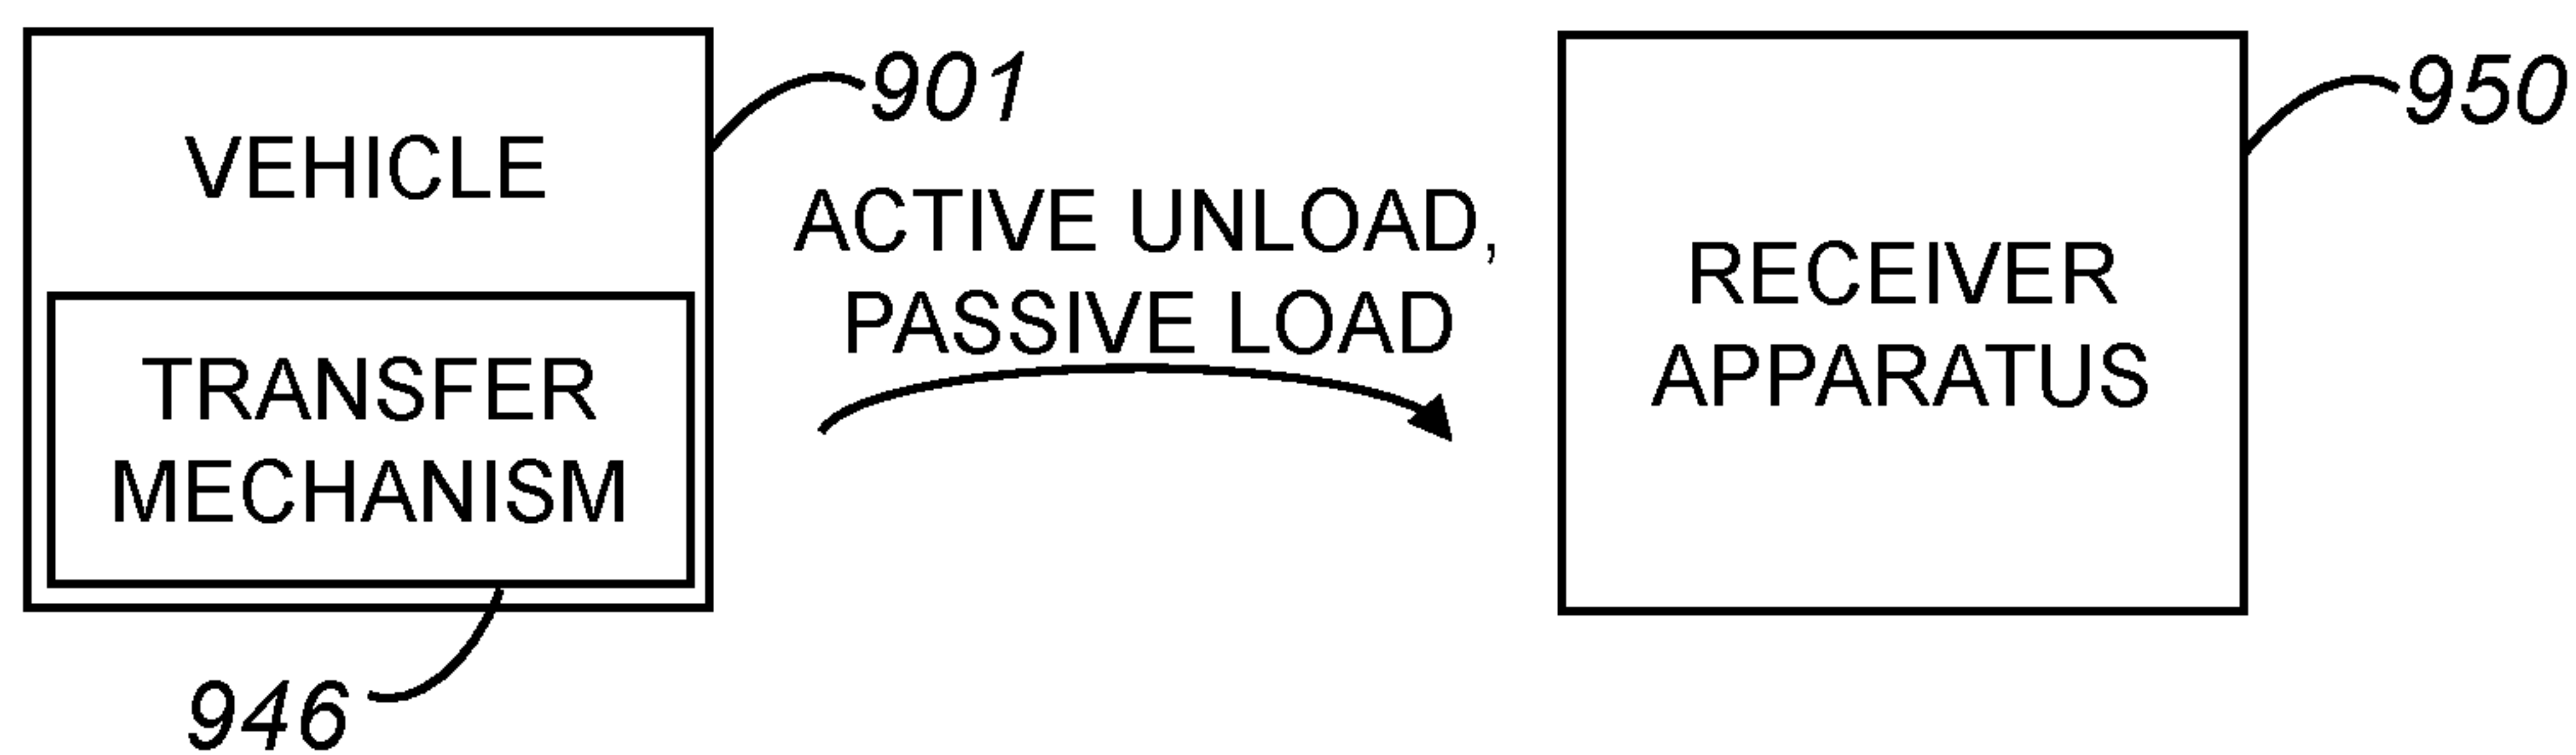 901
950
VEHICLE
ACTIVE UNLOAD,
PASSIVE LOAD
RECEIVER
APPARATUS
TRANSFER
MECHANISM
946